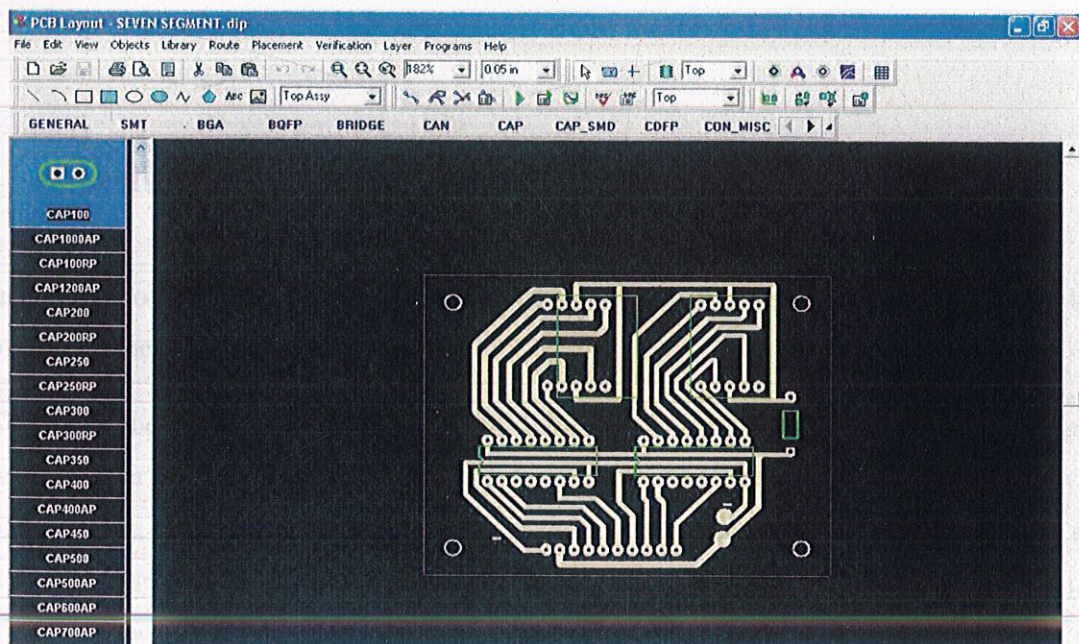 PCB Layout - SEVEN SEGMENT.dip
File Edit View Objects Library Route Placement Verification Layer Programs Help
182% 0.05 in Top
ABC Top Assy Top
GENERAL SMT BGA BQFP BRIDGE CAN CAP CAP_SMD CDFP CON_MISC
CAP100
CAP1000AP
CAP100RP
CAP1200AP
CAP200
CAP200RP
CAP250
CAP250RP
CAP300
CAP300RP
CAP350
CAP400
CAP400AP
CAP450
CAP500
CAP500AP
CAP600AP
CAP700AP